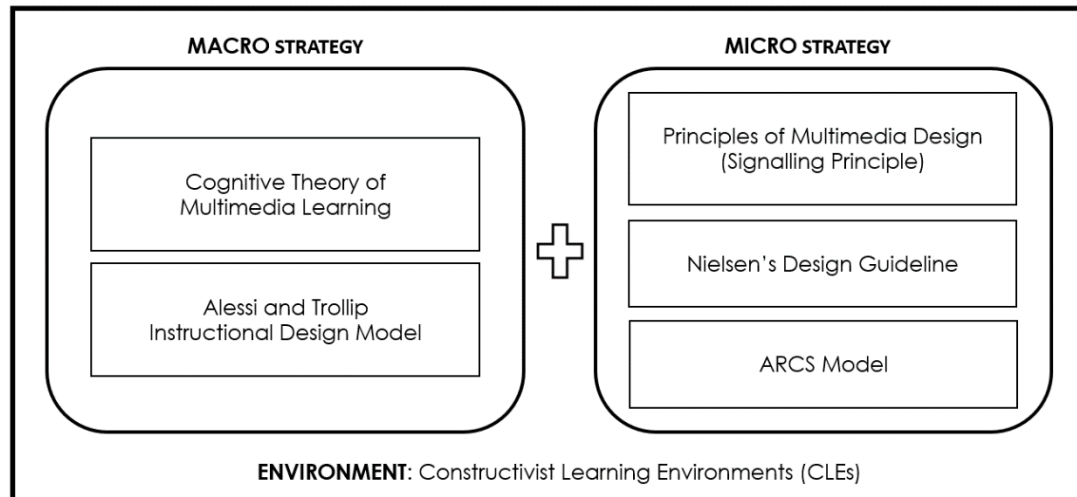 MACRO STRATEGY
Cognitive Theory of
Multimedia Learning
Alessi and Trollip
Instructional Design Model
MICRO STRATEGY
Principles of Multimedia Design
(Signalling Principle)
Nielsen's Design Guideline
ARCS Model
ENVIRONMENT: Constructivist Learning Environments (CLEs)